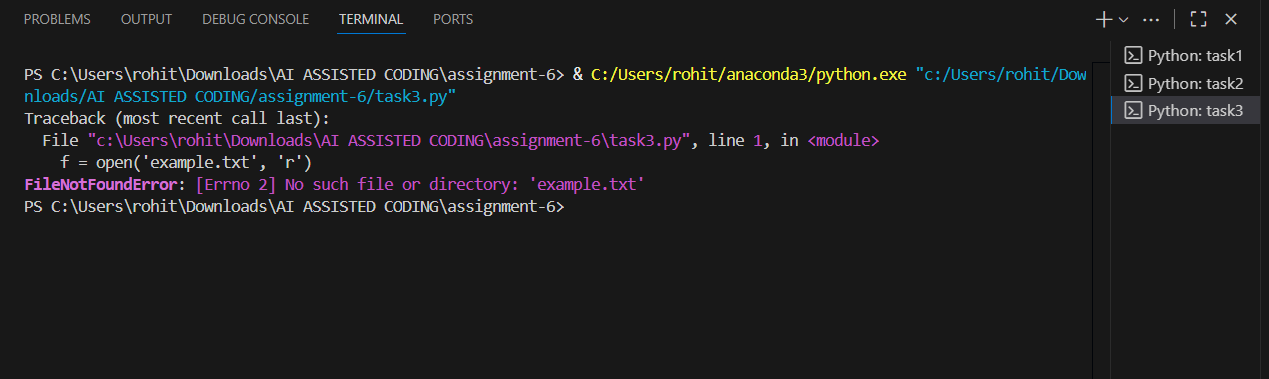 PROBLEMS OUTPUT DEBUG CONSOLE TERMINAL PORTS
PS C:\Users\rohit\Downloads\AI ASSISTED CODING\assignment-6> & C:/Users/rohit/anaconda3/python.exe "c:/Users/rohit/Dow
nloads/AI ASSISTED CODING/assignment-6/task3.py"
Traceback (most recent call last):
  File "c:\Users\rohit\Downloads\AI ASSISTED CODING\assignment-6\task3.py", line 1, in <module>
    f = open('example.txt', 'r')
FileNotFoundError: [Errno 2] No such file or directory: 'example.txt'
PS C:\Users\rohit\Downloads\AI ASSISTED CODING\assignment-6>
Python: task1
Python: task2
Python: task3